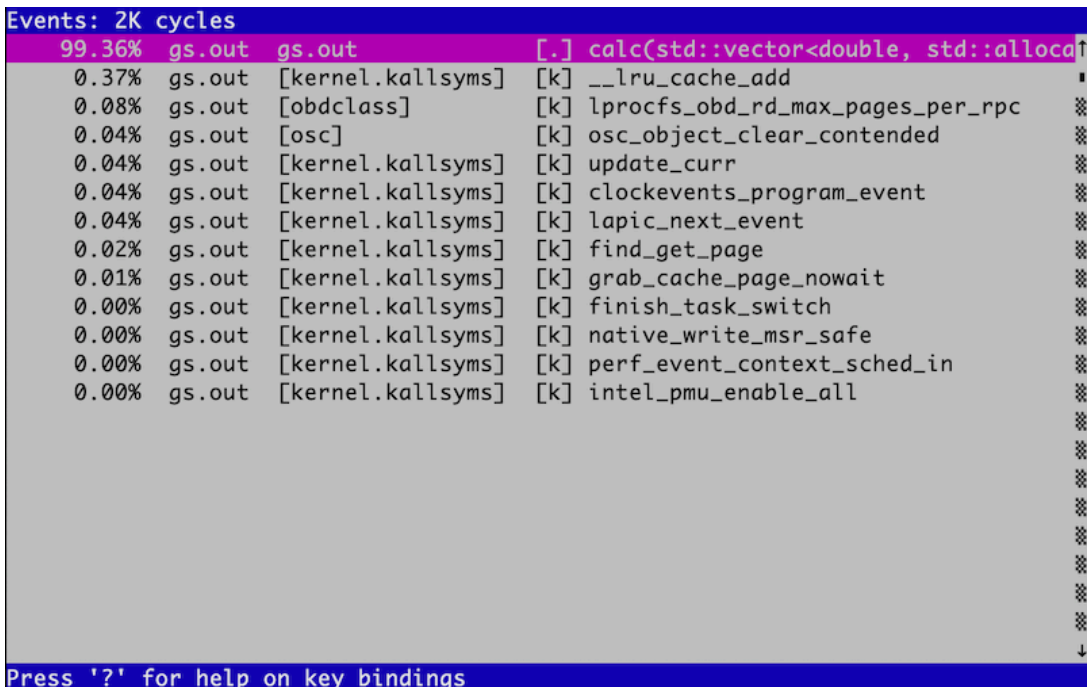 Events: 2K cycles
99.36% gs.out gs.out [.] calc(std::vector<double, std::alloca
0.37% gs.out [kernel.kallsyms] [k] __lru_cache_add
0.08% gs.out [obdclass] [k] lprocfs_obd_rd_max_pages_per_rpc
0.04% gs.out [osc] [k] osc_object_clear_contended
0.04% gs.out [kernel.kallsyms] [k] update_curr
0.04% gs.out [kernel.kallsyms] [k] clockevents_program_event
0.04% gs.out [kernel.kallsyms] [k] lapic_next_event
0.02% gs.out [kernel.kallsyms] [k] find_get_page
0.01% gs.out [kernel.kallsyms] [k] grab_cache_page_nowait
0.00% gs.out [kernel.kallsyms] [k] finish_task_switch
0.00% gs.out [kernel.kallsyms] [k] native_write_msr_safe
0.00% gs.out [kernel.kallsyms] [k] perf_event_context_sched_in
0.00% gs.out [kernel.kallsyms] [k] intel_pmu_enable_all
Press '?' for help on key bindings